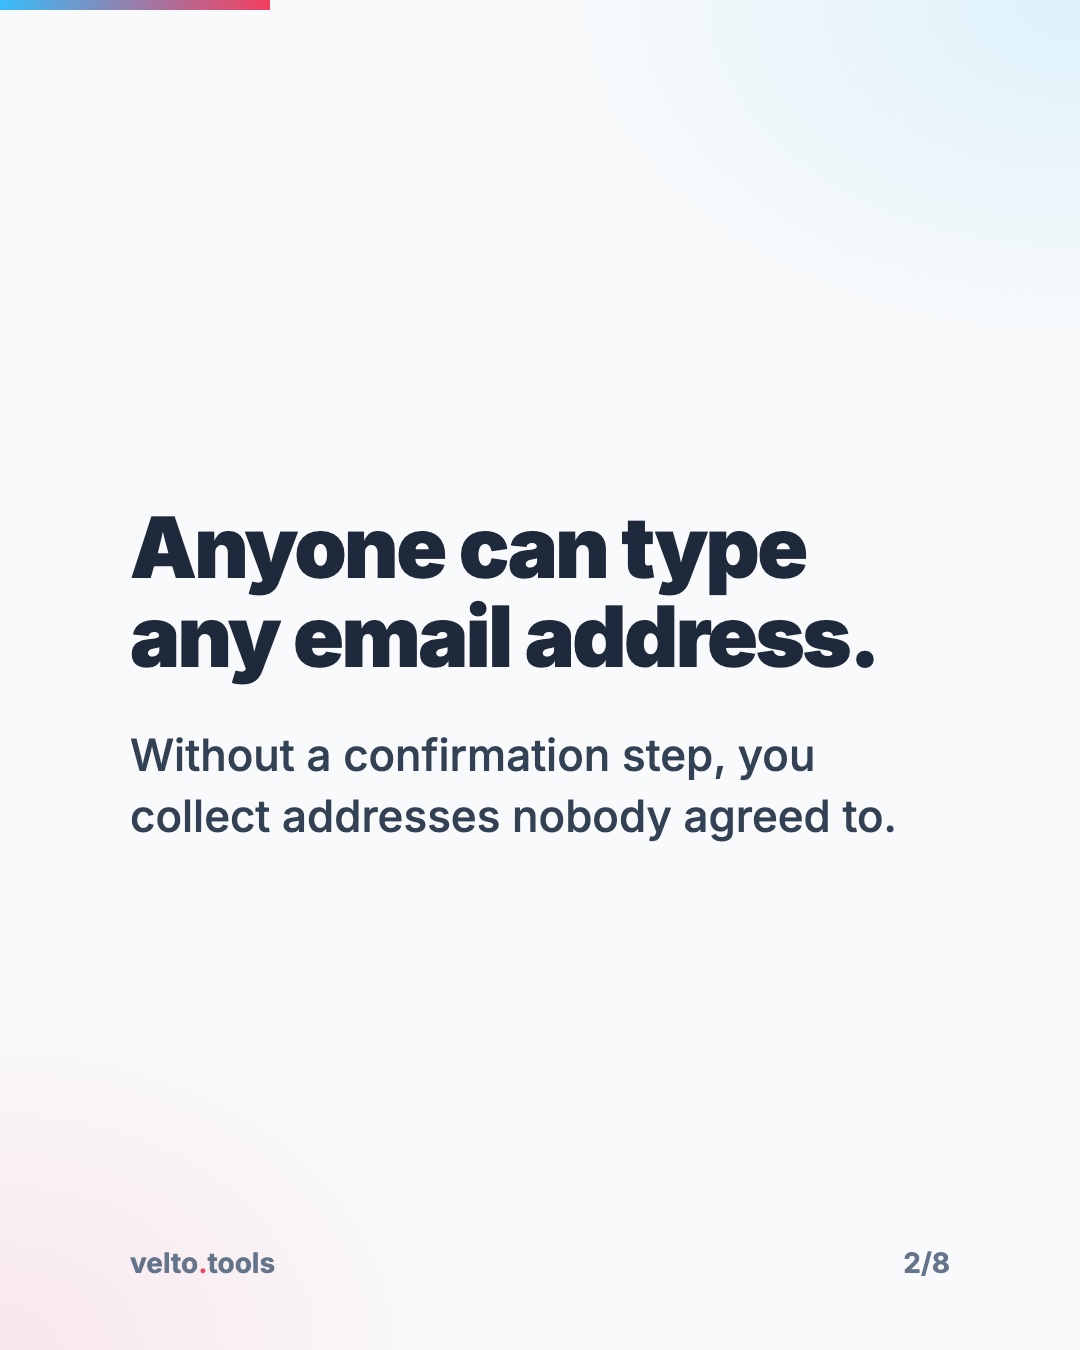 Anyone can type
any email address.
Without a confirmation step, you
collect addresses nobody agreed to.
velto.tools
2/8